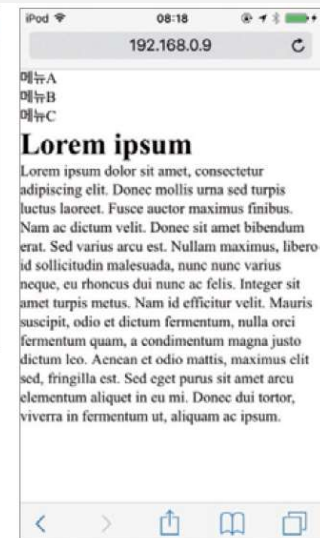 iPod 08:18
192.168.0.9
메뉴A
메뉴B
메뉴C
Lorem ipsum
Lorem ipsum dolor sit amet, consectetur
adipiscing elit. Donec mollis urna sed turpis
luctus laoreet. Fusce auctor maximus finibus.
Nam ac dictum velit. Donec sit amet bibendum
erat. Sed varius arcu est. Nullam maximus, libero
id sollicitudin malesuada, nunc nunc varius
neque, eu rhoncus dui nunc ac felis. Integer sit
amet turpis metus. Nam id efficitur velit. Mauris
suscipit, odio et dictum fermentum, nulla orci
fermentum quam, a condimentum magna justo
dictum leo. Aenean et odio mattis, maximus elit
sed, fringilla est. Sed eget purus sit amet arcu
elementum aliquet in eu mi. Donec dui tortor,
viverra in fermentum ut, aliquam ac ipsum.